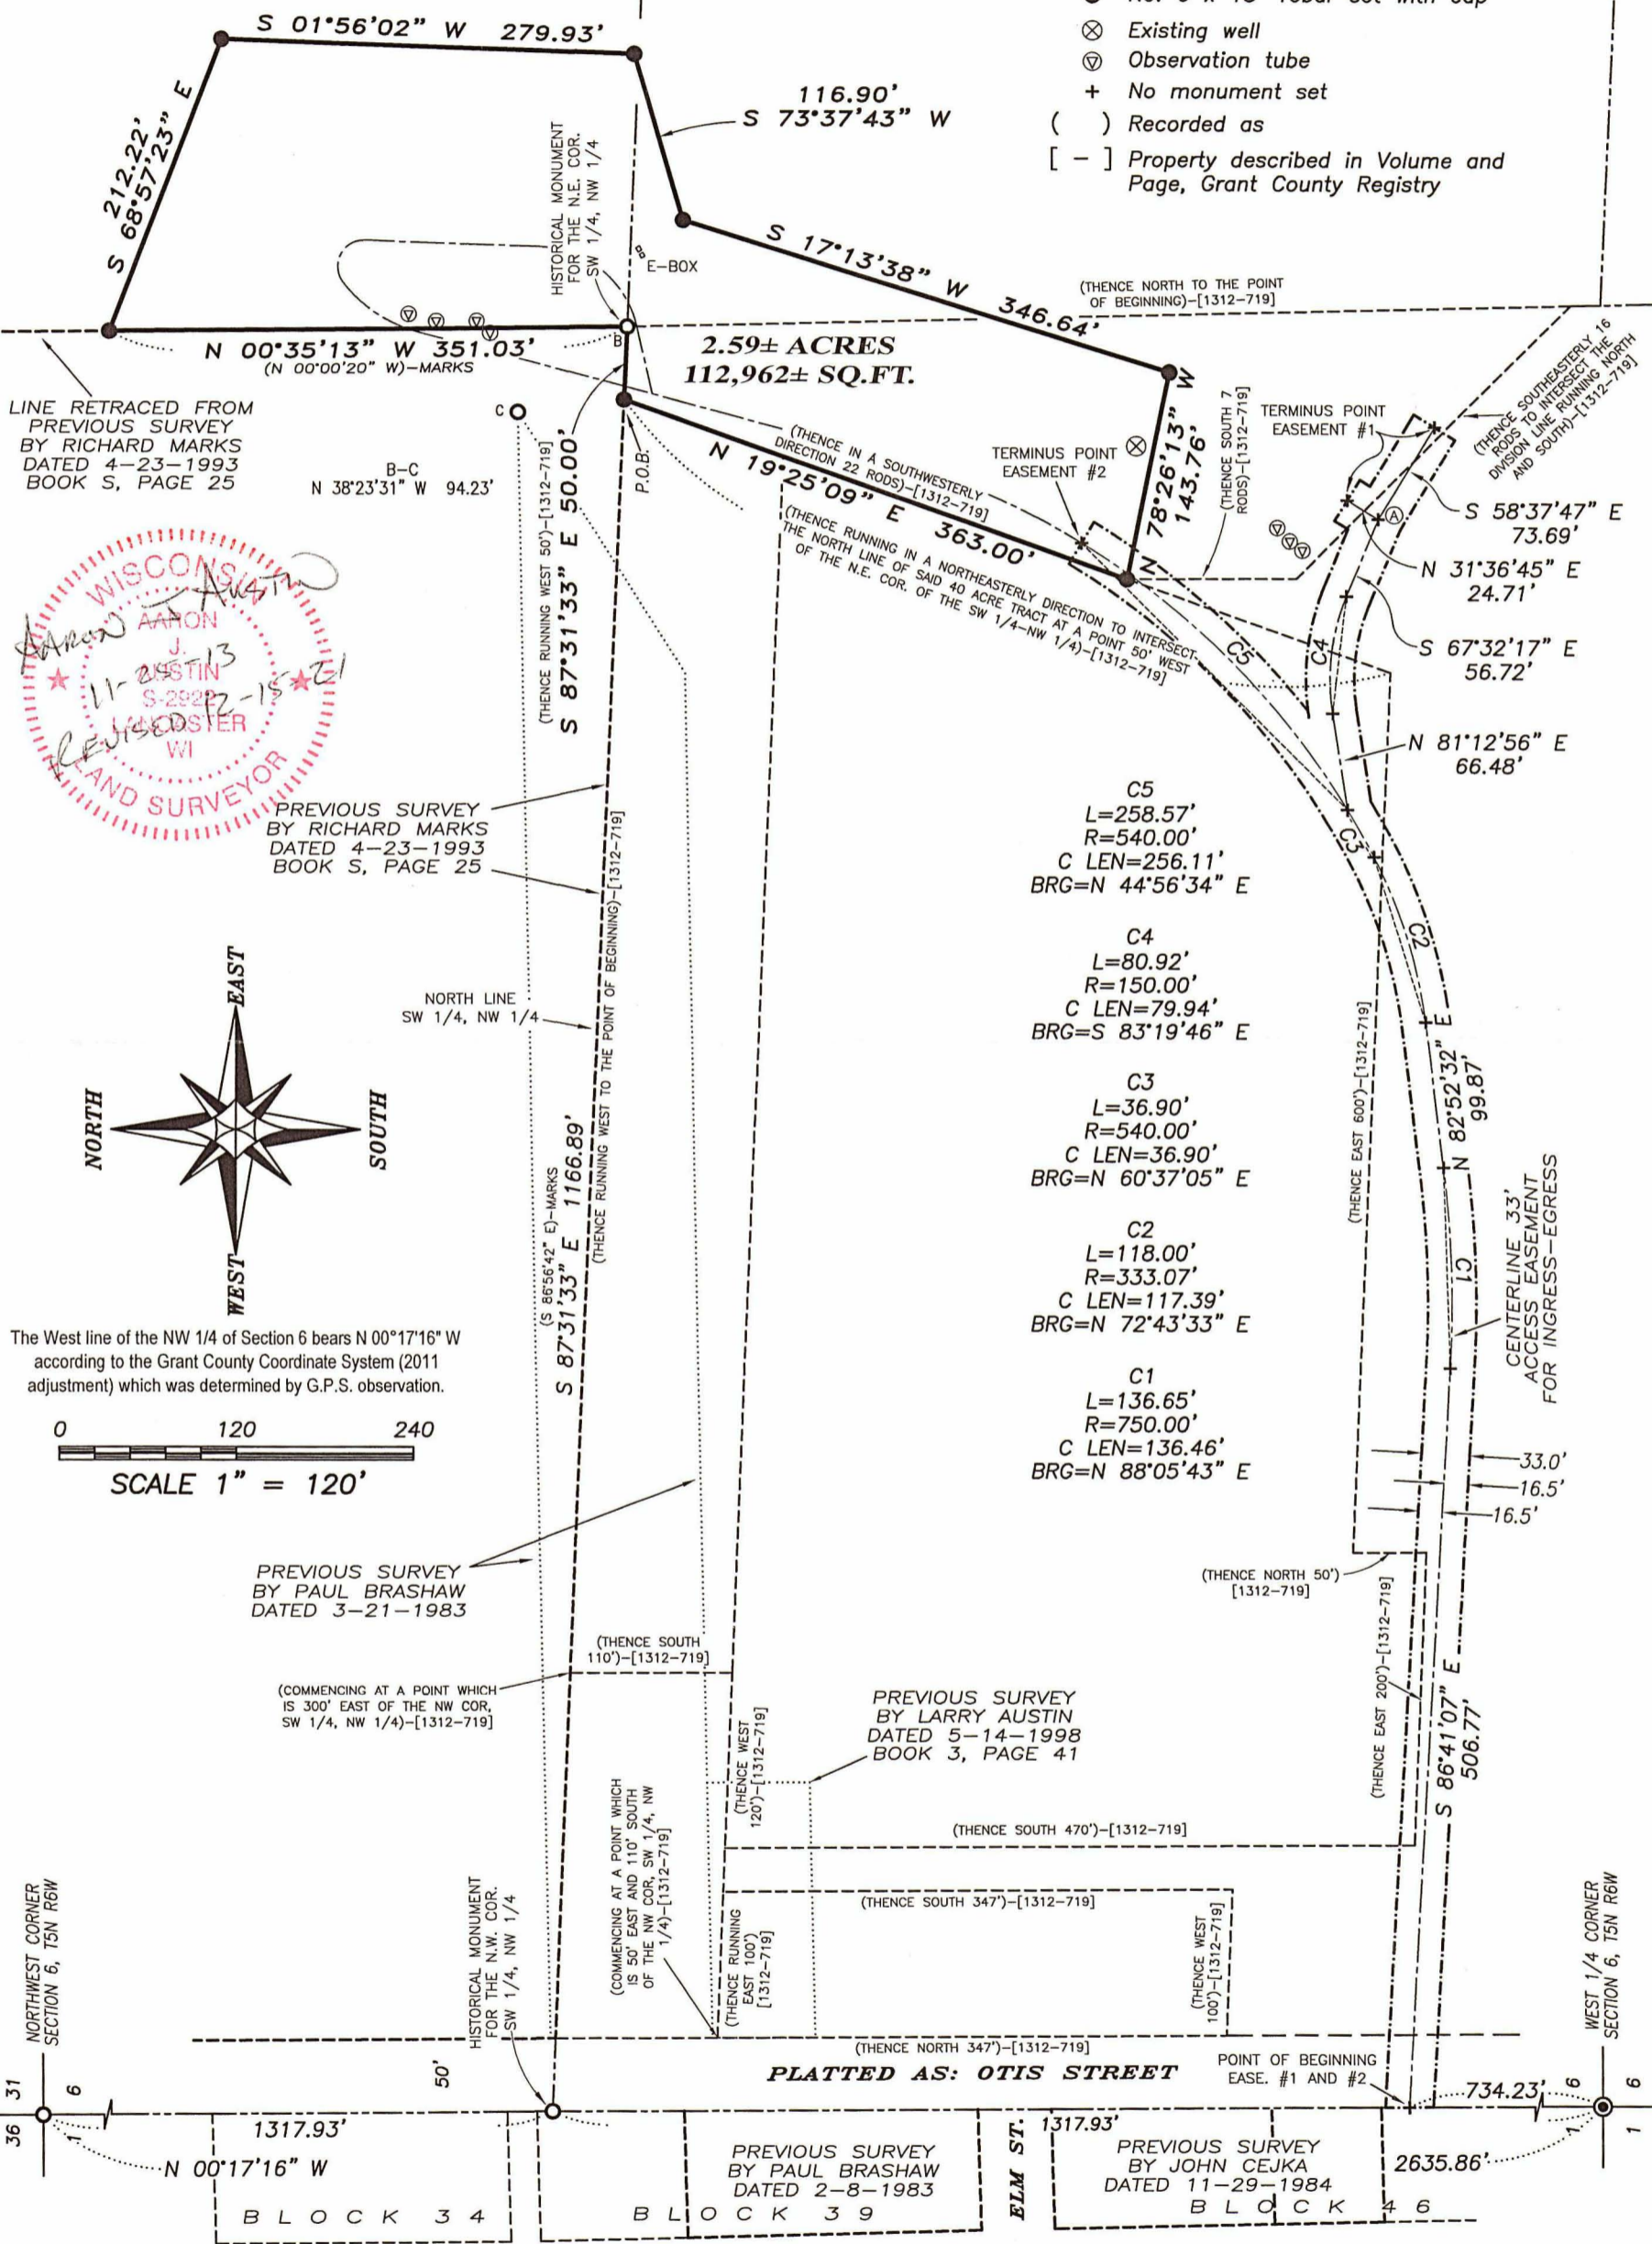 Existing well
Observation tube
+ No monument set
( ) Recorded as
[ – ] Property described in Volume and
Page, Grant County Registry
S 01°56'02" W 279.93'
212.22'
S 68°57'23" E
116.90'
S 73°37'43" W
HISTORICAL MONUMENT
FOR THE N.E. COR.
SW 1/4, NW 1/4
E-BOX
S 17°13'38" W 346.64'
(THENCE NORTH TO THE POINT
OF BEGINNING)-[1312-719]
N 00°35'13" W 351.03'
(N 00°00'20" W)-MARKS
B
2.59± ACRES
112,962± SQ.FT.
LINE RETRACED FROM
PREVIOUS SURVEY
BY RICHARD MARKS
DATED 4-23-1993
BOOK S, PAGE 25
C
B-C
N 38°23'31" W 94.23'
(THENCE RUNNING WEST 50')-[1312-719]
S 87°31'33" E 50.00'
P.O.B.
(THENCE IN A SOUTHWESTERLY
DIRECTION 22 RODS)-[1312-719]
N 19°25'09" E 363.00'
(THENCE RUNNING IN A NORTHEASTERLY DIRECTION TO INTERSECT
THE NORTH LINE OF SAID 40 ACRE TRACT AT A POINT 50' WEST
OF THE N.E. COR. OF THE SW 1/4-NW 1/4)-[1312-719]
TERMINUS POINT
EASEMENT #2
N 78°26'13" W
143.76'
(THENCE SOUTH 7
RODS)-[1312-719]
TERMINUS POINT
EASEMENT #1
(THENCE SOUTHEASTERLY 16
RODS TO INTERSECT THE
DIVISION LINE RUNNING NORTH
AND SOUTH)-[1312-719]
A
S 58°37'47" E
73.69'
N 31°36'45" E
24.71'
S 67°32'17" E
56.72'
N 81°12'56" E
66.48'
C5
C4
C3
C2
WISCONSIN
AARON
J.
AUSTIN
S-2922
LANCASTER
WI
LAND SURVEYOR
Aaron J Austin
11-25-13
REVISED 12-15-21
PREVIOUS SURVEY
BY RICHARD MARKS
DATED 4-23-1993
BOOK S, PAGE 25
C5
L=258.57'
R=540.00'
C LEN=256.11'
BRG=N 44°56'34" E
C4
L=80.92'
R=150.00'
C LEN=79.94'
BRG=S 83°19'46" E
C3
L=36.90'
R=540.00'
C LEN=36.90'
BRG=N 60°37'05" E
C2
L=118.00'
R=333.07'
C LEN=117.39'
BRG=N 72°43'33" E
C1
L=136.65'
R=750.00'
C LEN=136.46'
BRG=N 88°05'43" E
NORTH LINE
SW 1/4, NW 1/4
EAST
NORTH
SOUTH
WEST
(S 86°56'42" E)-MARKS
S 87°31'33" E 1166.89'
(THENCE RUNNING WEST TO THE POINT OF BEGINNING)-[1312-719]
(THENCE EAST 600')-[1312-719]
N 82°52'32" E
99.87'
C1
CENTERLINE 33'
ACCESS EASEMENT
FOR INGRESS-EGRESS
The West line of the NW 1/4 of Section 6 bears N 00°17'16" W
according to the Grant County Coordinate System (2011
adjustment) which was determined by G.P.S. observation.
0 120 240
SCALE 1" = 120'
33.0'
16.5'
16.5'
PREVIOUS SURVEY
BY PAUL BRASHAW
DATED 3-21-1983
(THENCE NORTH 50')
[1312-719]
(THENCE EAST 200')-[1312-719]
S 86°41'07" E
506.77'
(THENCE SOUTH
110')-[1312-719]
(COMMENCING AT A POINT WHICH
IS 300' EAST OF THE NW COR,
SW 1/4, NW 1/4)-[1312-719]
(THENCE WEST
120')-[1312-719]
PREVIOUS SURVEY
BY LARRY AUSTIN
DATED 5-14-1998
BOOK 3, PAGE 41
(COMMENCING AT A POINT WHICH
IS 50' EAST AND 110' SOUTH
OF THE NW COR, SW 1/4, NW
1/4)-[1312-719]
(THENCE SOUTH 470')-[1312-719]
(THENCE SOUTH 347')-[1312-719]
(THENCE RUNNING
EAST 100')
[1312-719]
(THENCE WEST
100')-[1312-719]
NORTHWEST CORNER
SECTION 6, T5N R6W
HISTORICAL MONUMENT
FOR THE N.W. COR.
SW 1/4, NW 1/4
WEST 1/4 CORNER
SECTION 6, T5N R6W
(THENCE NORTH 347')-[1312-719]
PLATTED AS: OTIS STREET
POINT OF BEGINNING
EASE. #1 AND #2
734.23'
50'
31
6
36
1
6
6
1
1
1317.93'
1317.93'
N 00°17'16" W
2635.86'
ELM ST.
PREVIOUS SURVEY
BY PAUL BRASHAW
DATED 2-8-1983
PREVIOUS SURVEY
BY JOHN CEJKA
DATED 11-29-1984
BLOCK 34
BLOCK 39
BLOCK 46